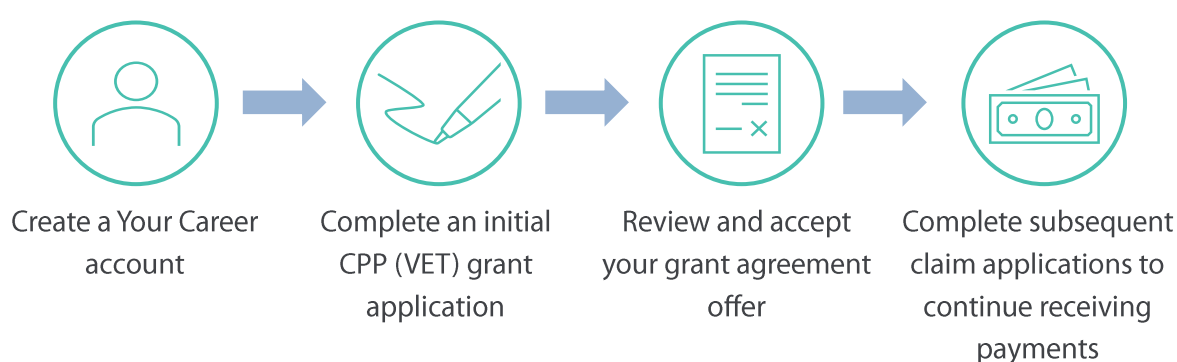 Create a Your Career
account
Complete an initial
CPP (VET) grant
application
Review and accept
your grant agreement
offer
Complete subsequent
claim applications to
continue receiving
payments